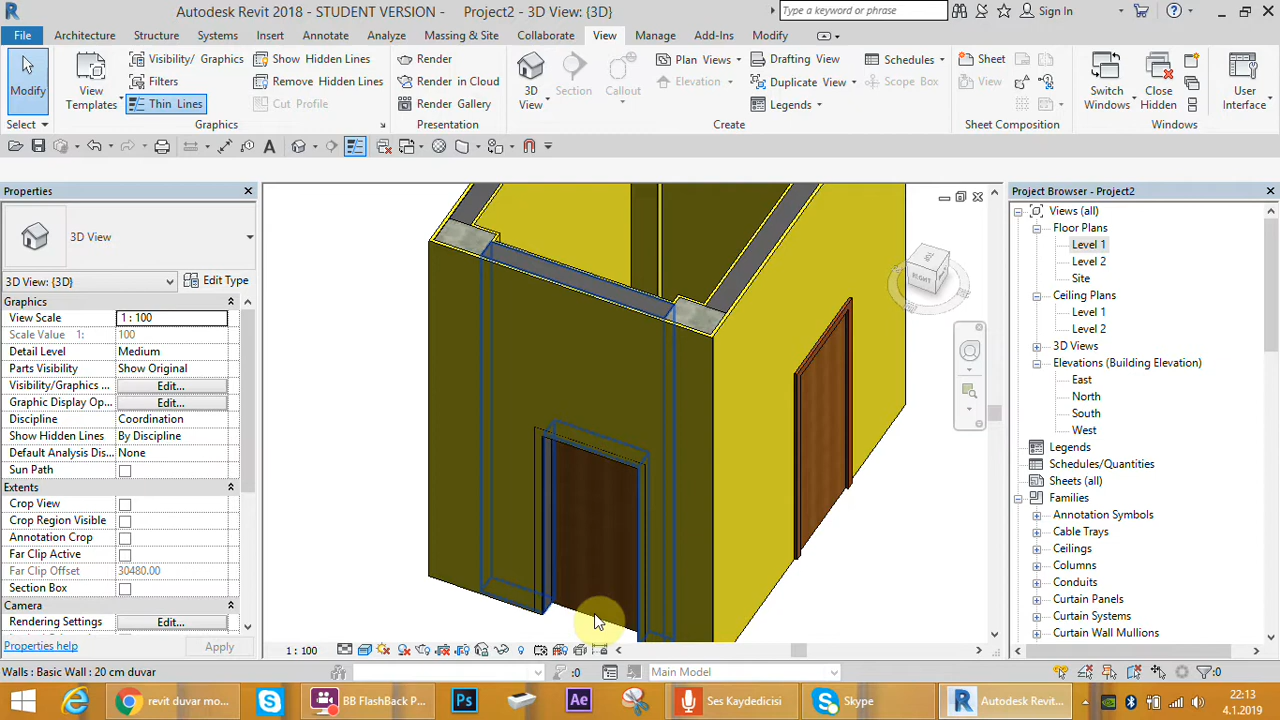 Autodesk Revit 2018 - STUDENT VERSION - Project2 - 3D View: {3D}
Type a keyword or phrase
Sign In
File Architecture Structure Systems Insert Annotate Analyze Massing & Site Collaborate View Manage Add-Ins Modify
Modify
Select
View Templates
Visibility/ Graphics
Filters
Thin Lines
Show Hidden Lines
Remove Hidden Lines
Cut Profile
Graphics
Render
Render in Cloud
Render Gallery
Presentation
3D View
Section
Callout
Plan Views
Elevation
Drafting View
Duplicate View
Legends
Create
Schedules
Scope Box
Sheet
View
Sheet Composition
Switch Windows
Close Hidden
User Interface
Windows
Properties
3D View
3D View: {3D}
Edit Type
Graphics
View Scale 1 : 100
Scale Value 1: 100
Detail Level Medium
Parts Visibility Show Original
Visibility/Graphics ... Edit...
Graphic Display Op... Edit...
Discipline Coordination
Show Hidden Lines By Discipline
Default Analysis Dis... None
Sun Path
Extents
Crop View
Crop Region Visible
Annotation Crop
Far Clip Active
Far Clip Offset 30480.00
Section Box
Camera
Rendering Settings Edit...
Properties help
Apply
RIGHT
1 : 100
Project Browser - Project2
Views (all)
Floor Plans
Level 1
Level 2
Site
Ceiling Plans
Level 1
Level 2
3D Views
Elevations (Building Elevation)
East
North
South
West
Legends
Schedules/Quantities
Sheets (all)
Families
Annotation Symbols
Cable Trays
Ceilings
Columns
Conduits
Curtain Panels
Curtain Systems
Curtain Wall Mullions
Walls : Basic Wall : 20 cm duvar
:0
Main Model
:0
revit duvar mo...
BB FlashBack P...
Ps
Ae
Ses Kaydedicisi
Skype
R
Autodesk Revit...
22:13
4.1.2019